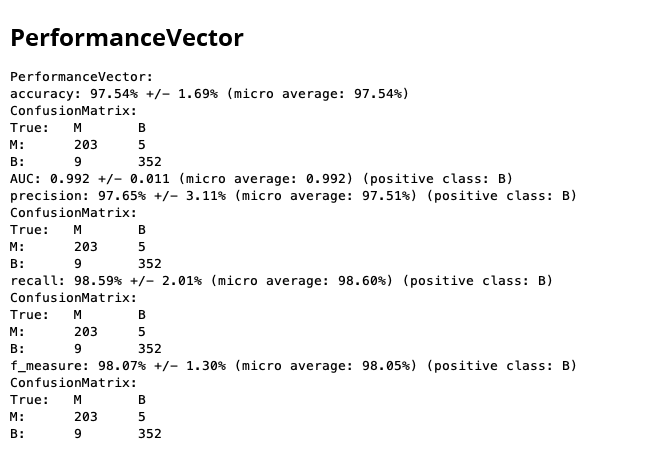 PerformanceVector
PerformanceVector:
accuracy: 97.54% +/- 1.69% (micro average: 97.54%)
ConfusionMatrix:
True:   M       B
M:      203     5
B:      9       352
AUC: 0.992 +/- 0.011 (micro average: 0.992) (positive class: B)
precision: 97.65% +/- 3.11% (micro average: 97.51%) (positive class: B)
ConfusionMatrix:
True:   M       B
M:      203     5
B:      9       352
recall: 98.59% +/- 2.01% (micro average: 98.60%) (positive class: B)
ConfusionMatrix:
True:   M       B
M:      203     5
B:      9       352
f_measure: 98.07% +/- 1.30% (micro average: 98.05%) (positive class: B)
ConfusionMatrix:
True:   M       B
M:      203     5
B:      9       352